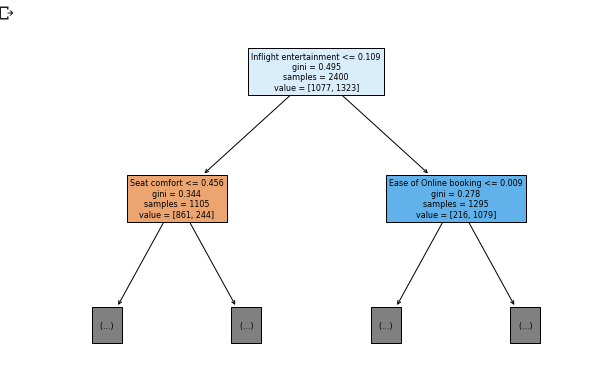 Inflight entertainment <= 0.109
gini = 0.495
samples = 2400
value = [1077, 1323]
Seat comfort <= 0.456
gini = 0.344
samples = 1105
value = [861, 244]
Ease of Online booking <= 0.009
gini = 0.278
samples = 1295
value = [216, 1079]
(...)
(...)
(...)
(...)